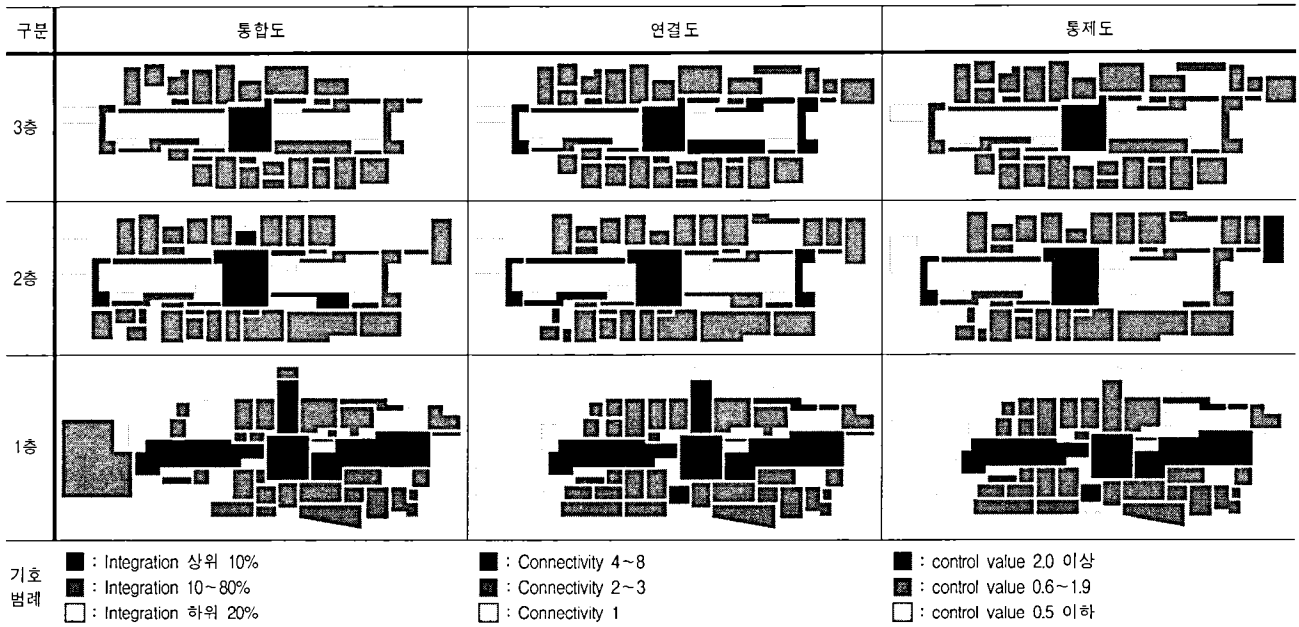 구분 통합도 연결도 통제도
3층
2층
1층
기호
범례
: Integration 상위 10%
: Integration 10~80%
: Integration 하위 20%
: Connectivity 4~8
: Connectivity 2~3
: Connectivity 1
: control value 2.0 이상
: control value 0.6~1.9
: control value 0.5 이하